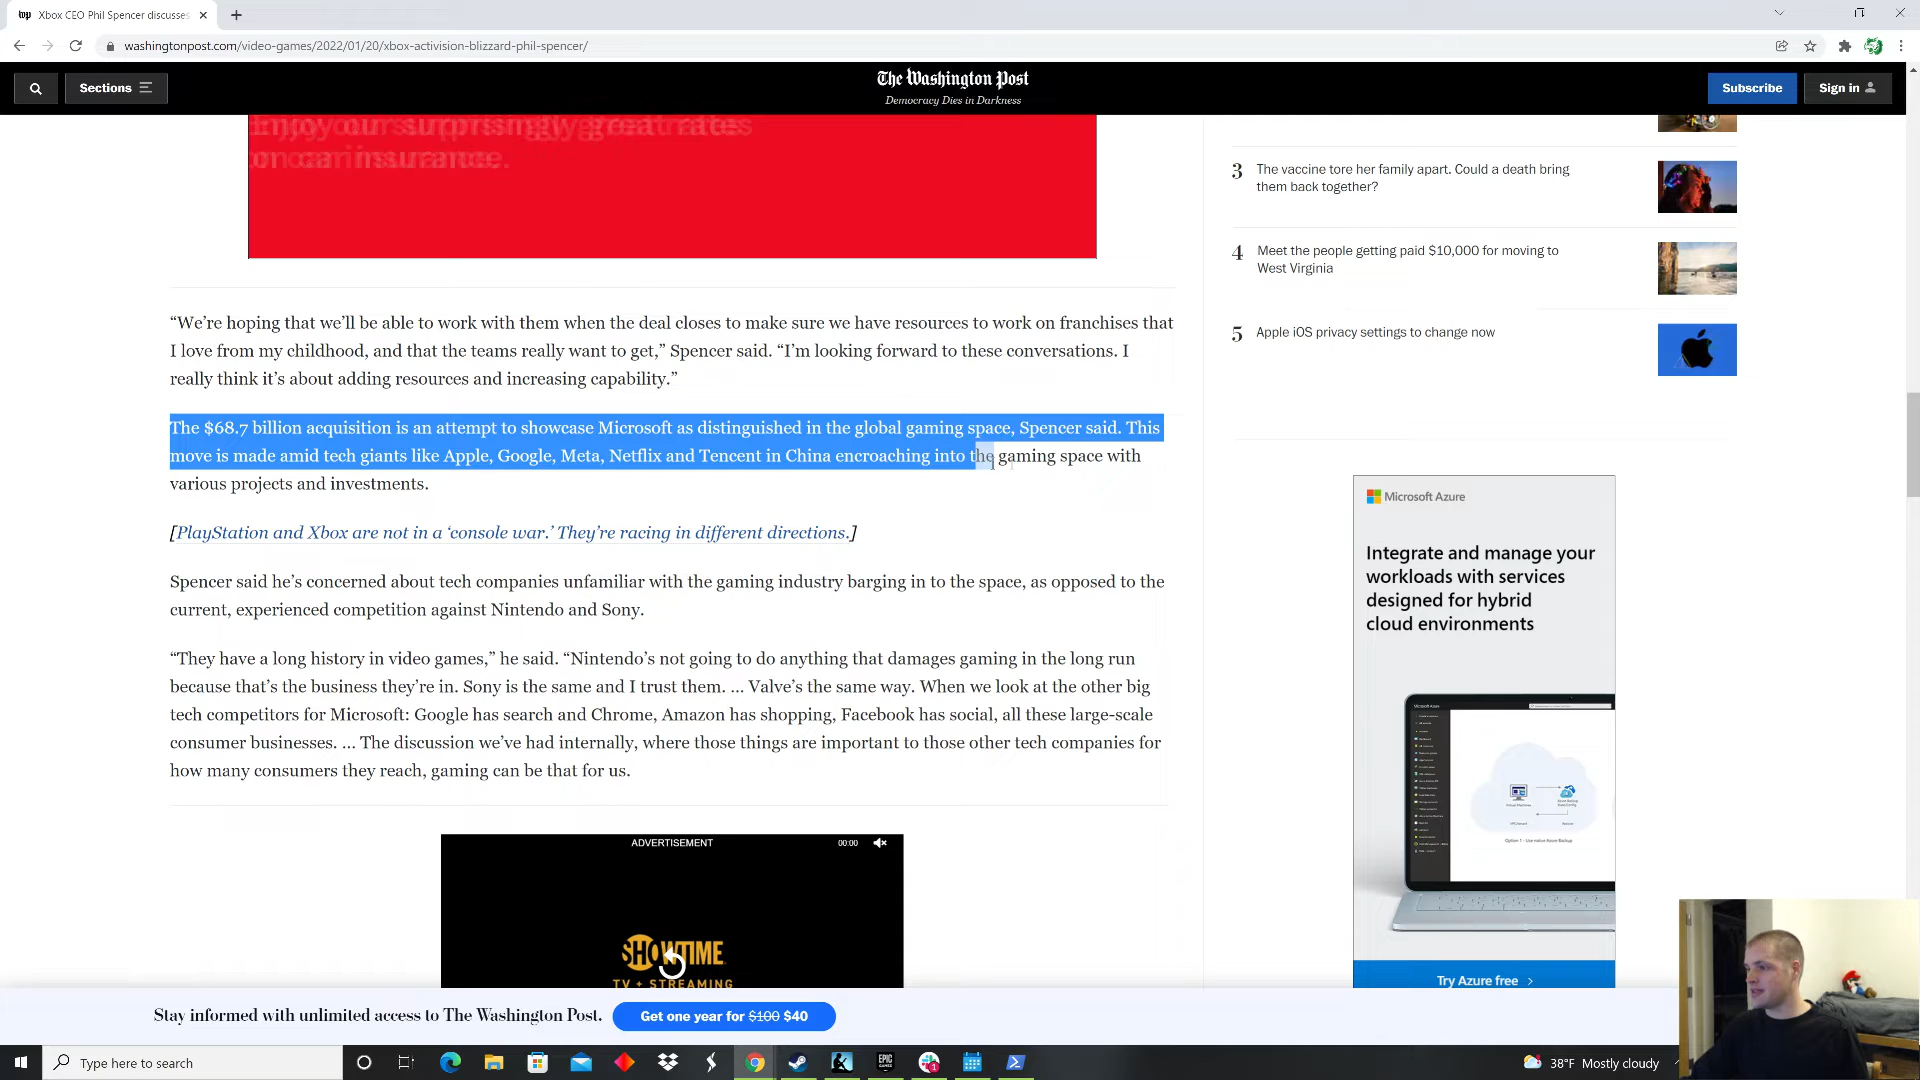 Xbox CEO Phil Spencer discusses
washingtonpost.com/video-games/2022/01/20/xbox-activision-blizzard-phil-spencer/
Sections
The Washington Post
Democracy Dies in Darkness
Subscribe
Sign in
Enjoy our surprisingly great rates
on car insurance.
“We’re hoping that we’ll be able to work with them when the deal closes to make sure we have resources to work on franchises that
I love from my childhood, and that the teams really want to get,” Spencer said. “I’m looking forward to these conversations. I
really think it’s about adding resources and increasing capability.”
The $68.7 billion acquisition is an attempt to showcase Microsoft as distinguished in the global gaming space, Spencer said. This
move is made amid tech giants like Apple, Google, Meta, Netflix and Tencent in China encroaching into the gaming space with
various projects and investments.
[PlayStation and Xbox are not in a ‘console war.’ They’re racing in different directions.]
Spencer said he’s concerned about tech companies unfamiliar with the gaming industry barging in to the space, as opposed to the
current, experienced competition against Nintendo and Sony.
“They have a long history in video games,” he said. “Nintendo’s not going to do anything that damages gaming in the long run
because that’s the business they’re in. Sony is the same and I trust them. ... Valve’s the same way. When we look at the other big
tech competitors for Microsoft: Google has search and Chrome, Amazon has shopping, Facebook has social, all these large-scale
consumer businesses. ... The discussion we’ve had internally, where those things are important to those other tech companies for
how many consumers they reach, gaming can be that for us.
ADVERTISEMENT
00:00
SHOWTIME
TV + STREAMING
3
The vaccine tore her family apart. Could a death bring
them back together?
4
Meet the people getting paid $10,000 for moving to
West Virginia
5
Apple iOS privacy settings to change now
Microsoft Azure
Integrate and manage your
workloads with services
designed for hybrid
cloud environments
Try Azure free
Stay informed with unlimited access to The Washington Post.
Get one year for $100 $40
Type here to search
EPIC
GAMES
1
38°F Mostly cloudy